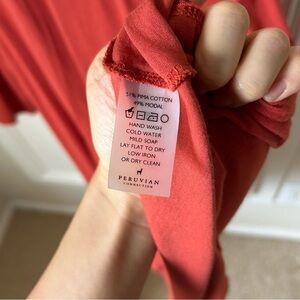 51% PIMA COTTON
49% MODAL
HAND WASH
COLD WATER
MILD SOAP
LAY FLAT TO DRY
LOW IRON
OR DRY CLEAN
PERUVIAN
CONNECTION